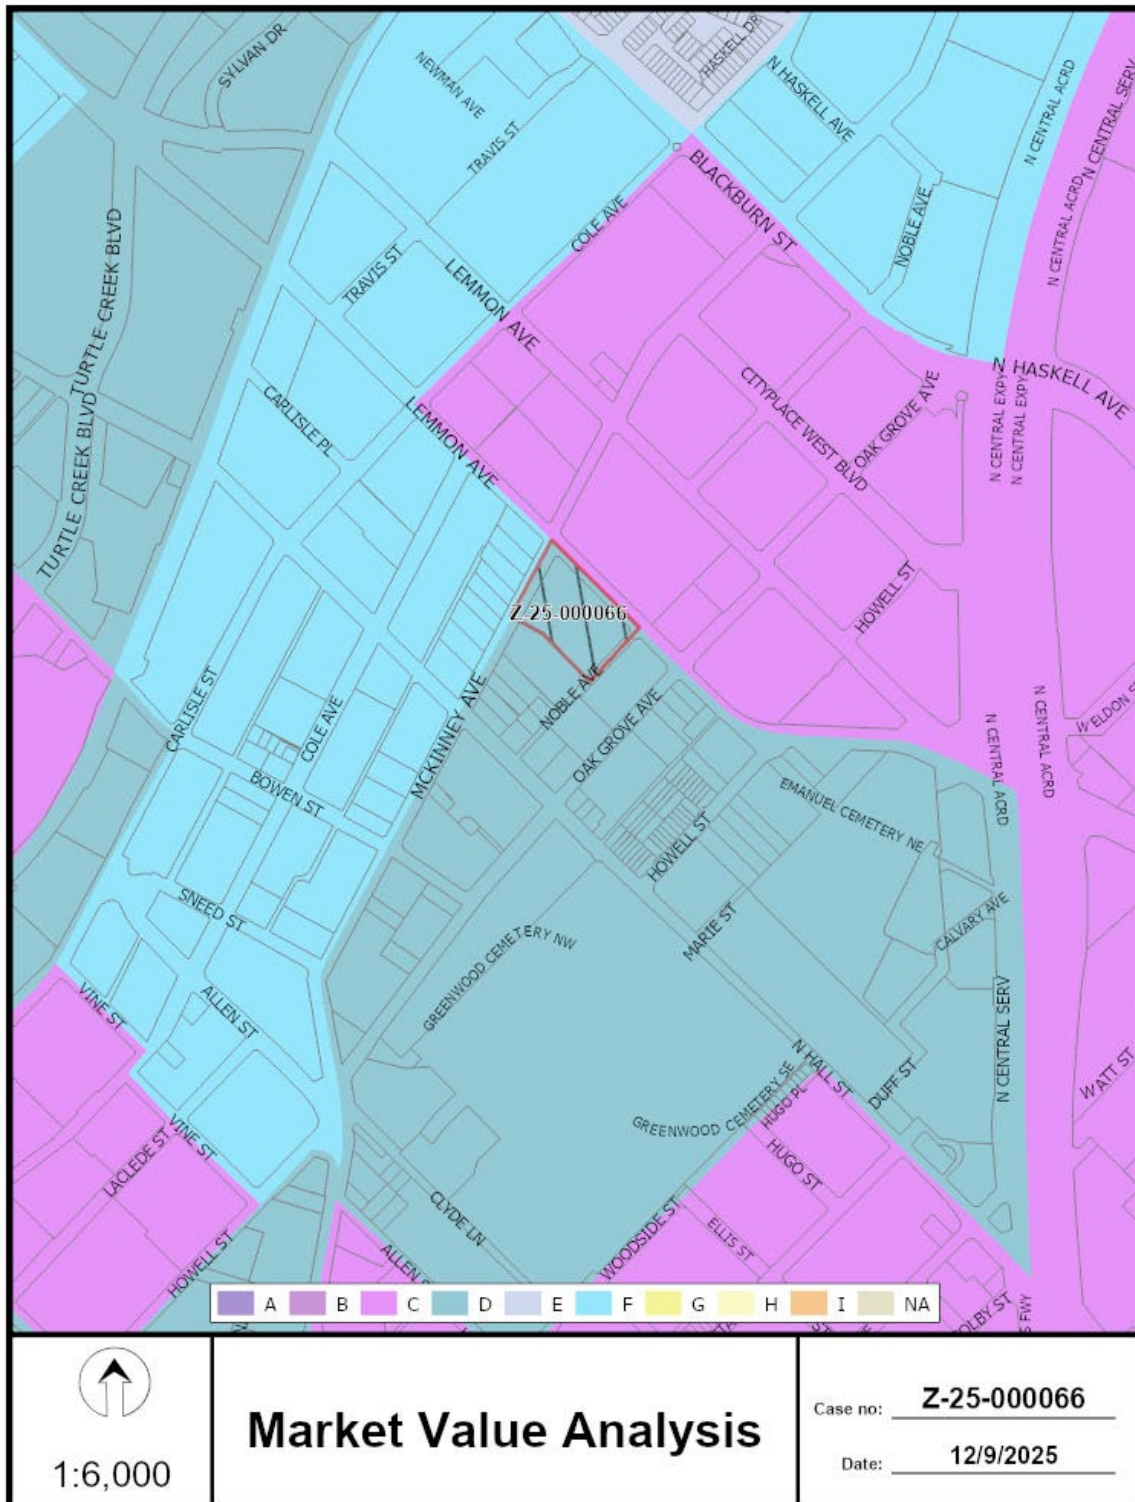 SYLVAN DR
NEWMAN AVE
HASKELL DR
N HASKELL AVE
N CENTRAL ACRD
N CENTRAL SERV
TRAVIS ST
BLACKBURN ST
COLE AVE
NOBLE AVE
N CENTRAL ACRD
TURTLE CREEK BLVD
TRAVIS ST
LEMMON AVE
N HASKELL AVE
CARLISLE PL
LEMMON AVE
CITYPLACE WEST BLVD
OAK GROVE AVE
N CENTRAL EXPY
N CENTRAL EXPY
TURTLE CREEK BLVD
HOWELL ST
Z-25-000066
CARLISLE ST
COLE AVE
MCKINNEY AVE
NOBLE AVE
OAK GROVE AVE
N CENTRAL ACRD
N CENTRAL ACRD
WELDON S
BOWEN ST
EMANUEL CEMETERY NE
HOWELL ST
SNEED ST
MARIE ST
CALVARY AVE
GREENWOOD CEMETERY NW
VINE ST
ALLEN ST
N CENTRAL SERV
N HALL ST
DUFF ST
WATT ST
GREENWOOD CEMETERY SE
HUGO PL
VINE ST
LACLEDE ST
HUGO ST
CLYDE LN
WOODSIDE ST
ELLIS ST
HOWELL ST
ALLEN S
OLBY ST
S FWY
A B C D E F G H I NA
1:6,000
Market Value Analysis
Case no: Z-25-000066
Date: 12/9/2025